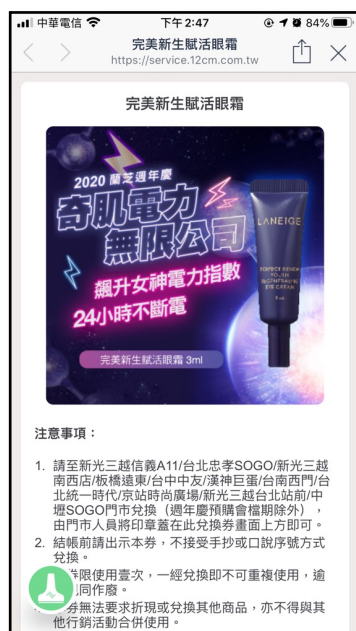 中華電信 下午2:47 84%
完美新生賦活眼霜
https://service.12cm.com.tw
完美新生賦活眼霜
2020 蘭芝週年慶
奇肌電力
無限公司
飆升女神電力指數
24小時不斷電
完美新生賦活眼霜 3ml
LANEIGE
PERFECT RENEW
YOUTH
REGENERATING
EYE CREAM
注意事項：
1. 請至新光三越信義A11/台北忠孝SOGO/新光三越
南西店/板橋遠東/台中中友/漢神巨蛋/台南西門/台
北統一時代/京站時尚廣場/新光三越台北站前/中
壢SOGO門市兌換（週年慶預購會檔期除外），
由門市人員將印章蓋在此兌換券畫面上方即可。
2. 結帳前請出示本券，不接受手抄或口說序號方式
兌換。
券限使用壹次，一經兌換即不可重複使用，逾
同作廢。
券無法要求折現或兌換其他商品，亦不得與其
他行銷活動合併使用。